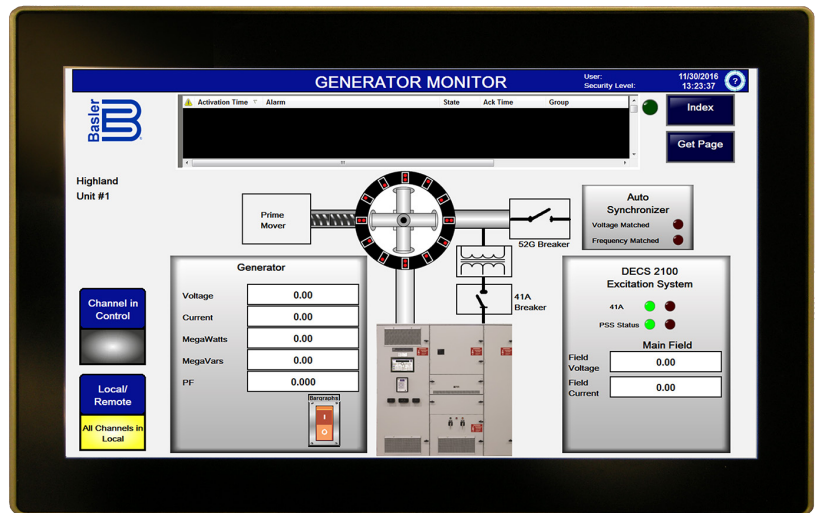 GENERATOR MONITOR
User:
Security Level:
11/30/2016
13:23:37
?
Basler
Activation Time Alarm State Ack Time Group
Index
Get Page
Highland
Unit #1
Prime
Mover
52G Breaker
Auto
Synchronizer
Voltage Matched
Frequency Matched
Generator
Voltage 0.00
Current 0.00
MegaWatts 0.00
MegaVars 0.00
PF 0.000
Bargraphs
I
O
41A
Breaker
DECS 2100
Excitation System
41A
PSS Status
Main Field
Field
Voltage 0.00
Field
Current 0.00
Channel in
Control
Local/
Remote
All Channels in
Local